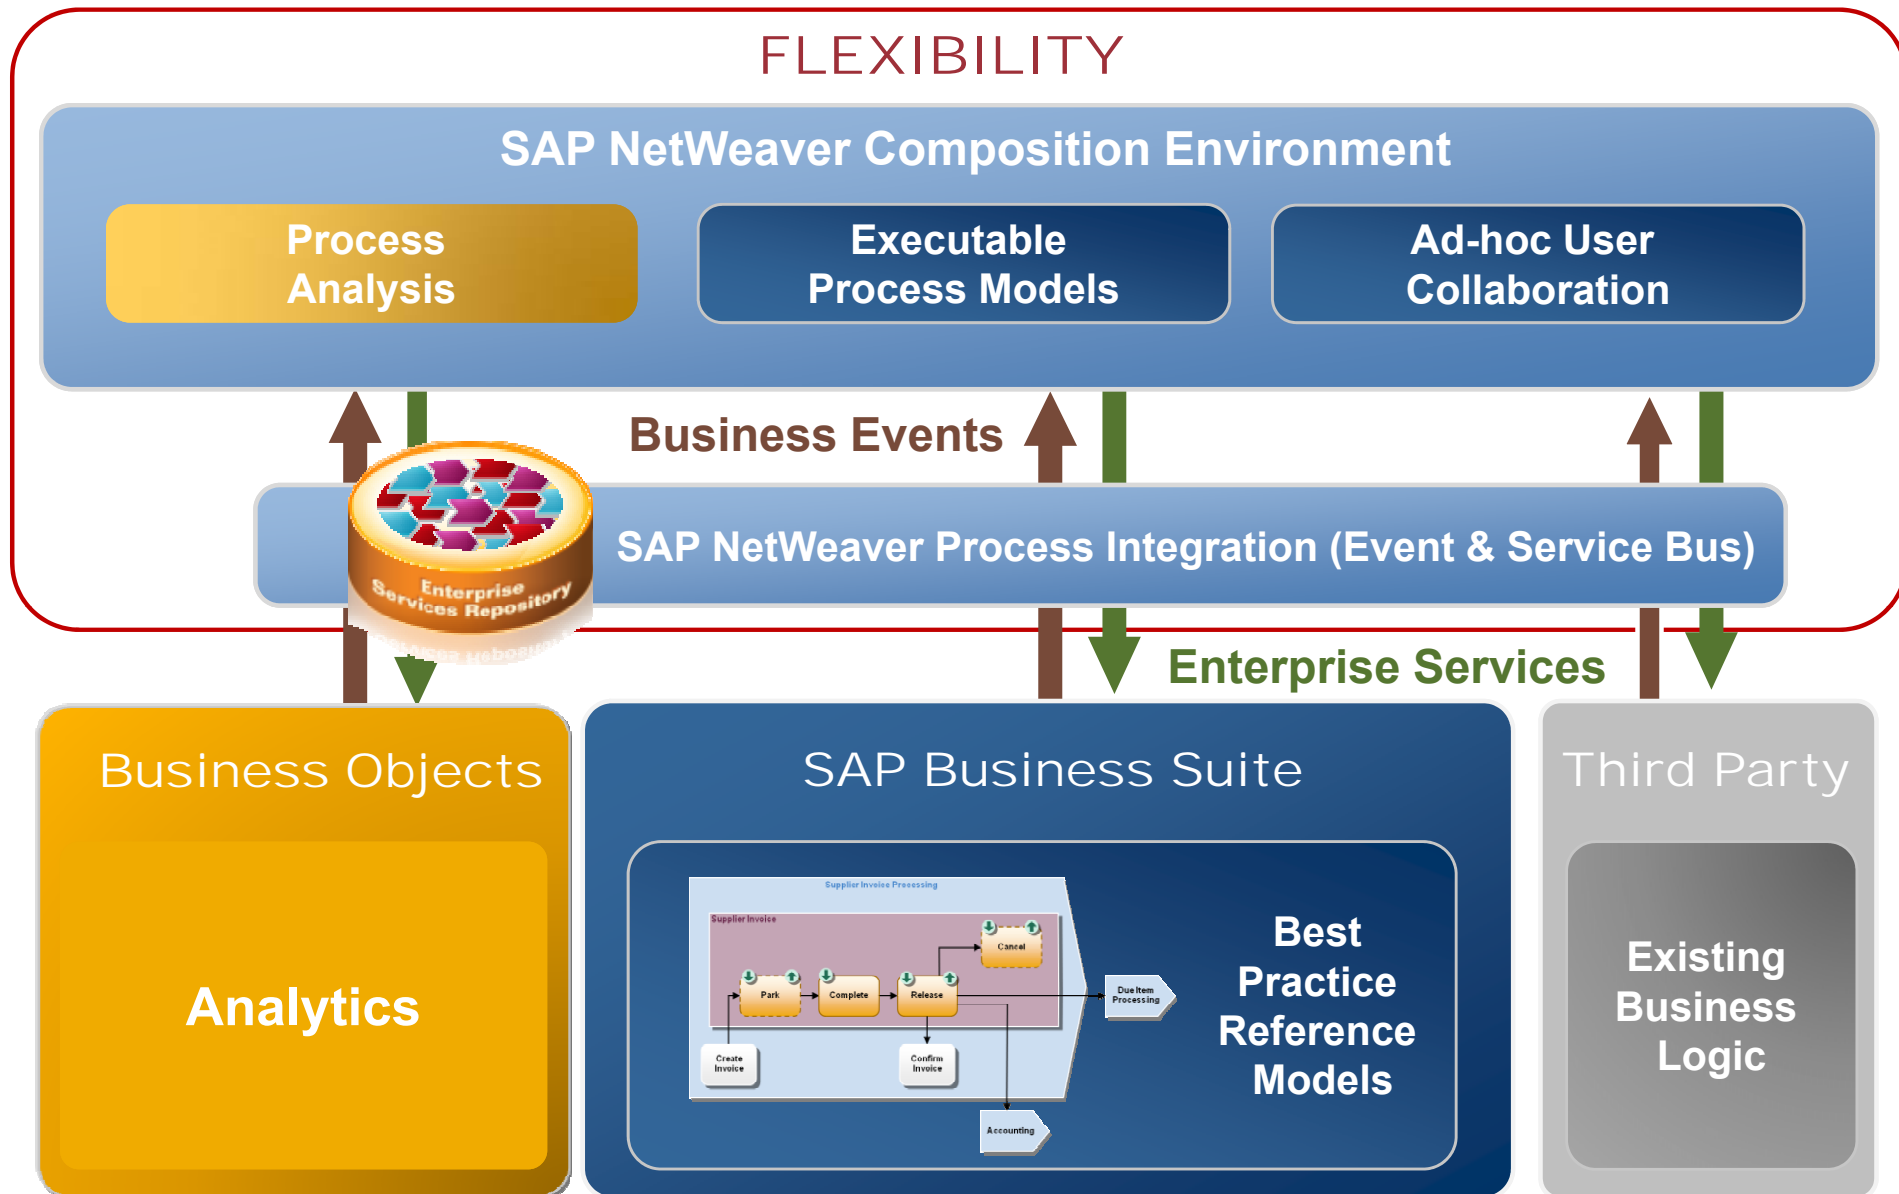 FLEXIBILITY
SAP NetWeaver Composition Environment
Process
Analysis
Executable
Process Models
Ad-hoc User
Collaboration
Business Events
SAP NetWeaver Process Integration (Event & Service Bus)
Enterprise
Services Repository
Enterprise Services
Business Objects
Analytics
SAP Business Suite
Supplier Invoice Processing
Supplier Invoice
Cancel
Park
Complete
Release
Due Item
Processing
Create
Invoice
Confirm
Invoice
Accounting
Best
Practice
Reference
Models
Third Party
Existing
Business
Logic